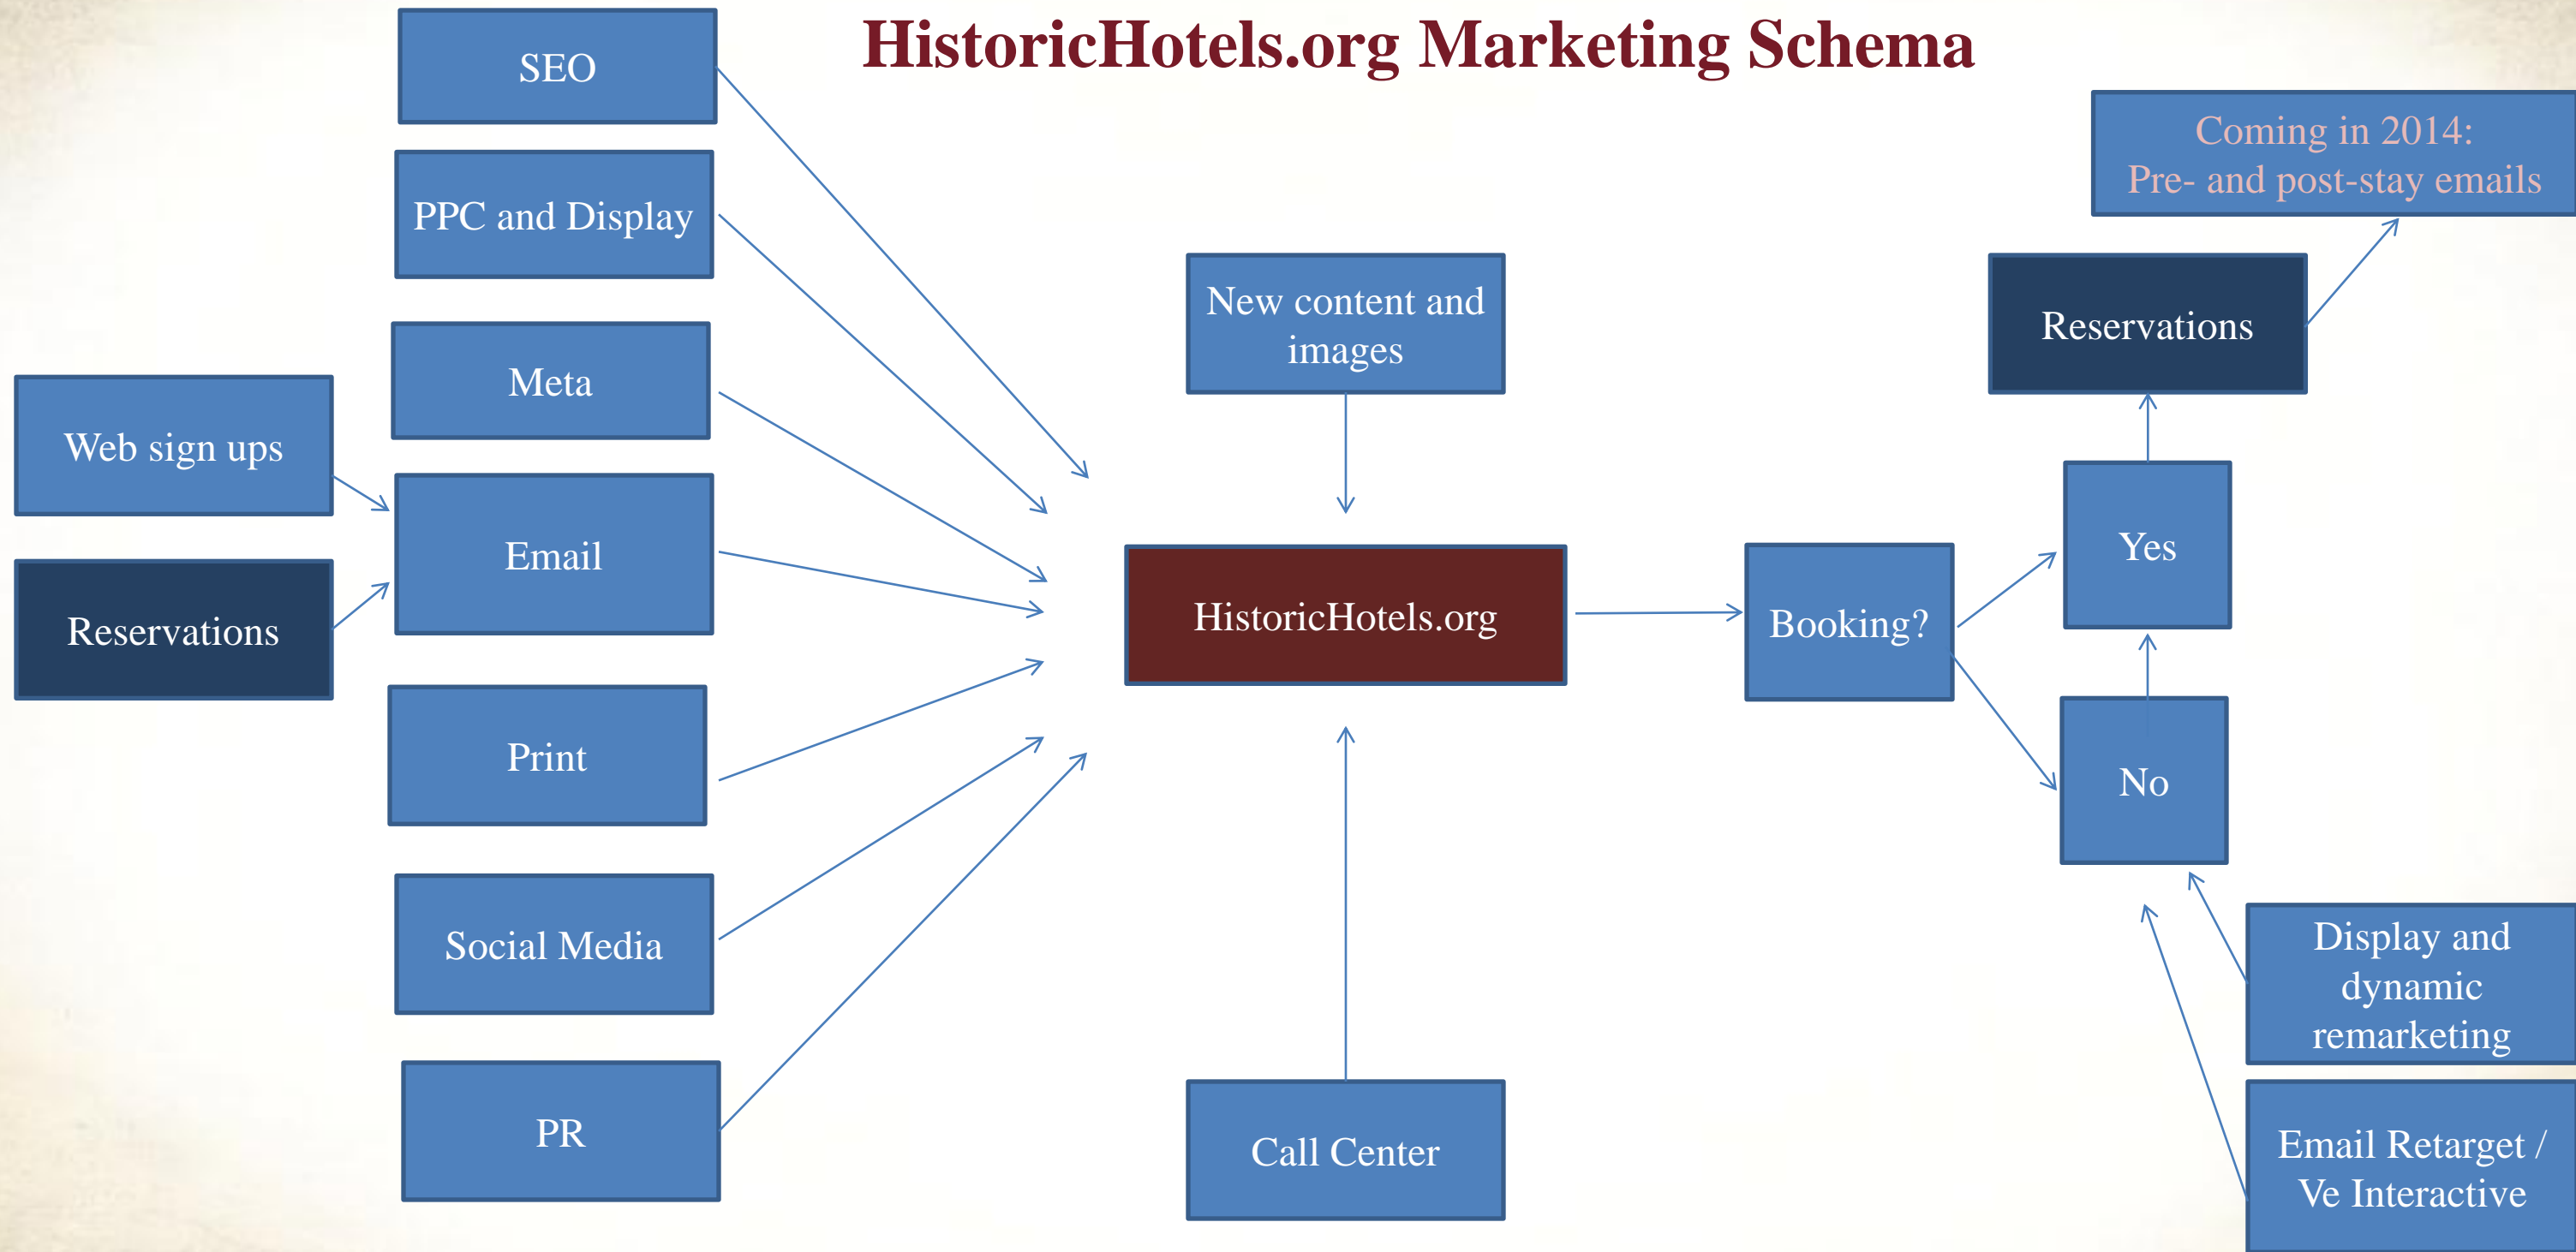 HistoricHotels.org Marketing Schema
SEO
PPC and Display
Meta
Web sign ups
Email
Reservations
Print
Social Media
PR
New content and
images
HistoricHotels.org
Call Center
Booking?
Coming in 2014:
Pre- and post-stay emails
Reservations
Yes
No
Display and
dynamic
remarketing
Email Retarget /
Ve Interactive